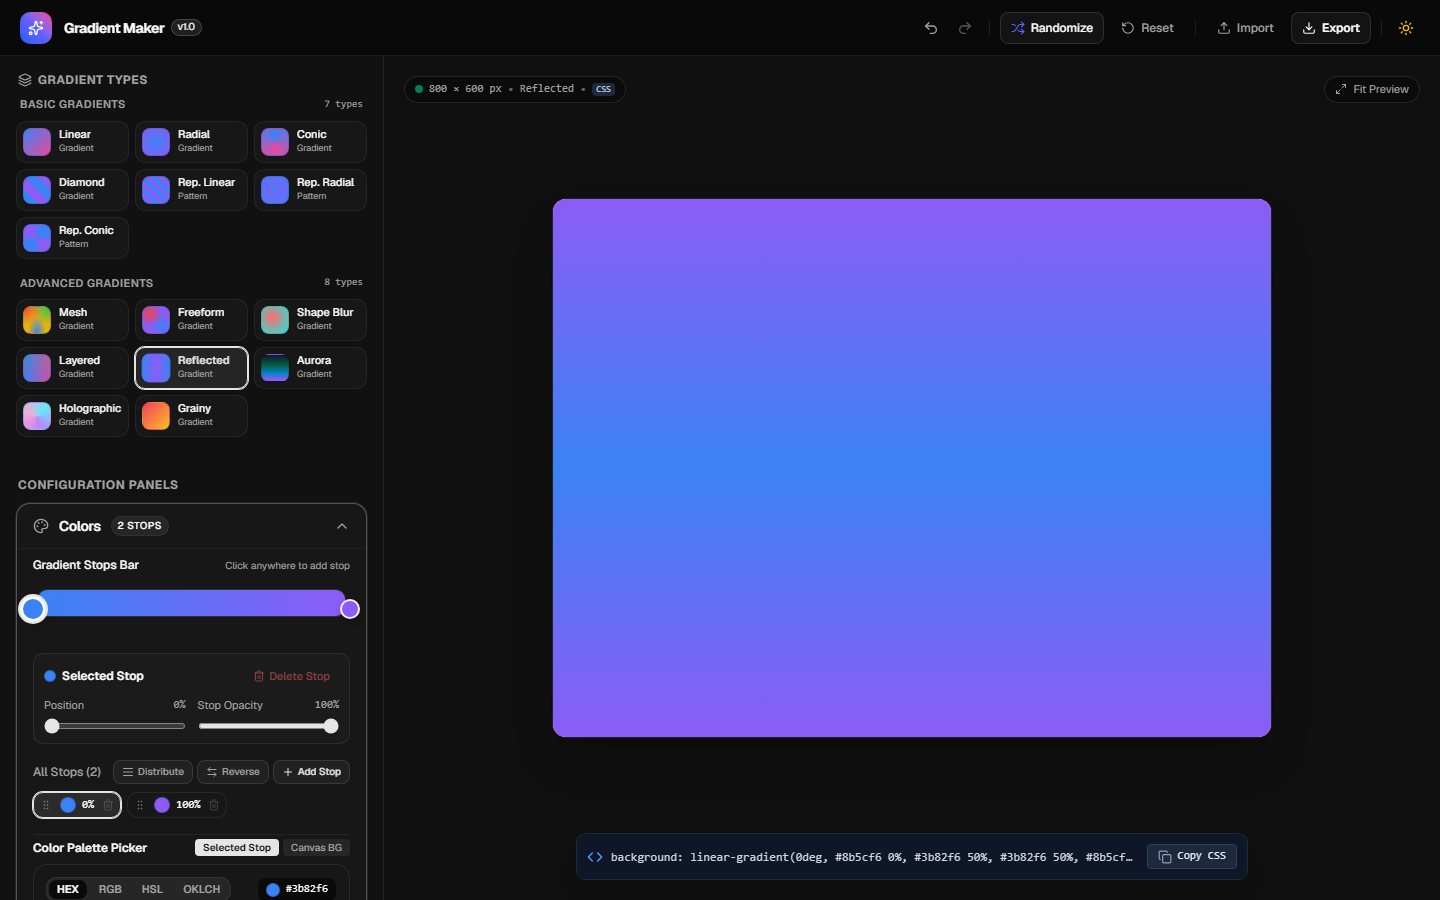 Gradient Maker v1.0
Randomize Reset Import Export
GRADIENT TYPES
BASIC GRADIENTS 7 types
Linear Gradient
Radial Gradient
Conic Gradient
Diamond Gradient
Rep. Linear Pattern
Rep. Radial Pattern
Rep. Conic Pattern
ADVANCED GRADIENTS 8 types
Mesh Gradient
Freeform Gradient
Shape Blur Gradient
Layered Gradient
Reflected Gradient
Aurora Gradient
Holographic Gradient
Grainy Gradient
CONFIGURATION PANELS
Colors 2 STOPS
Gradient Stops Bar Click anywhere to add stop
Selected Stop Delete Stop
Position 0% Stop Opacity 100%
All Stops (2) Distribute Reverse Add Stop
0% 100%
Color Palette Picker Selected Stop Canvas BG
HEX RGB HSL OKLCH #3b82f6
800 × 600 px • Reflected • CSS
Fit Preview
background: linear-gradient(0deg, #8b5cf6 0%, #3b82f6 50%, #3b82f6 50%, #8b5cf… Copy CSS